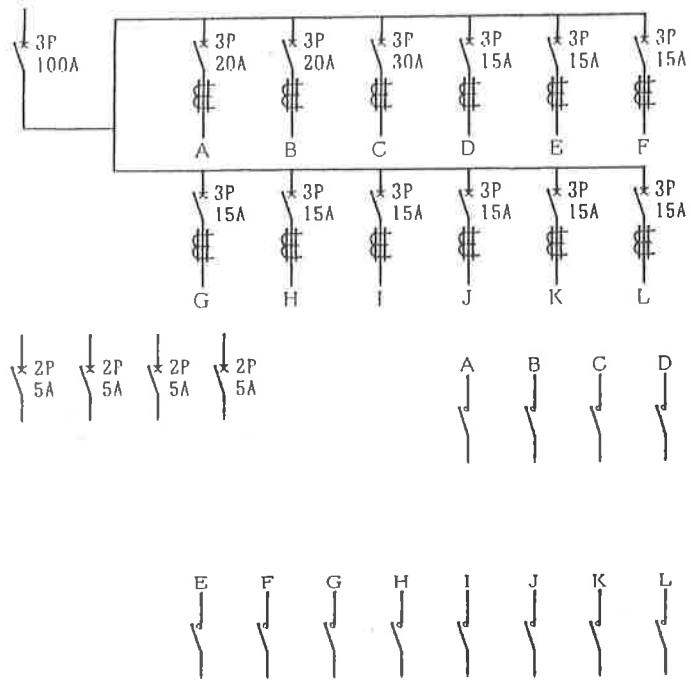 3P 3P 3P 3P 3P 3P 3P
100A 20A 20A 30A 15A 15A 15A
A B C D E F
3P 3P 3P 3P 3P 3P
15A 15A 15A 15A 15A 15A
G H I J K L
2P 2P 2P 2P
5A 5A 5A 5A
A B C D
E F G H I J K L